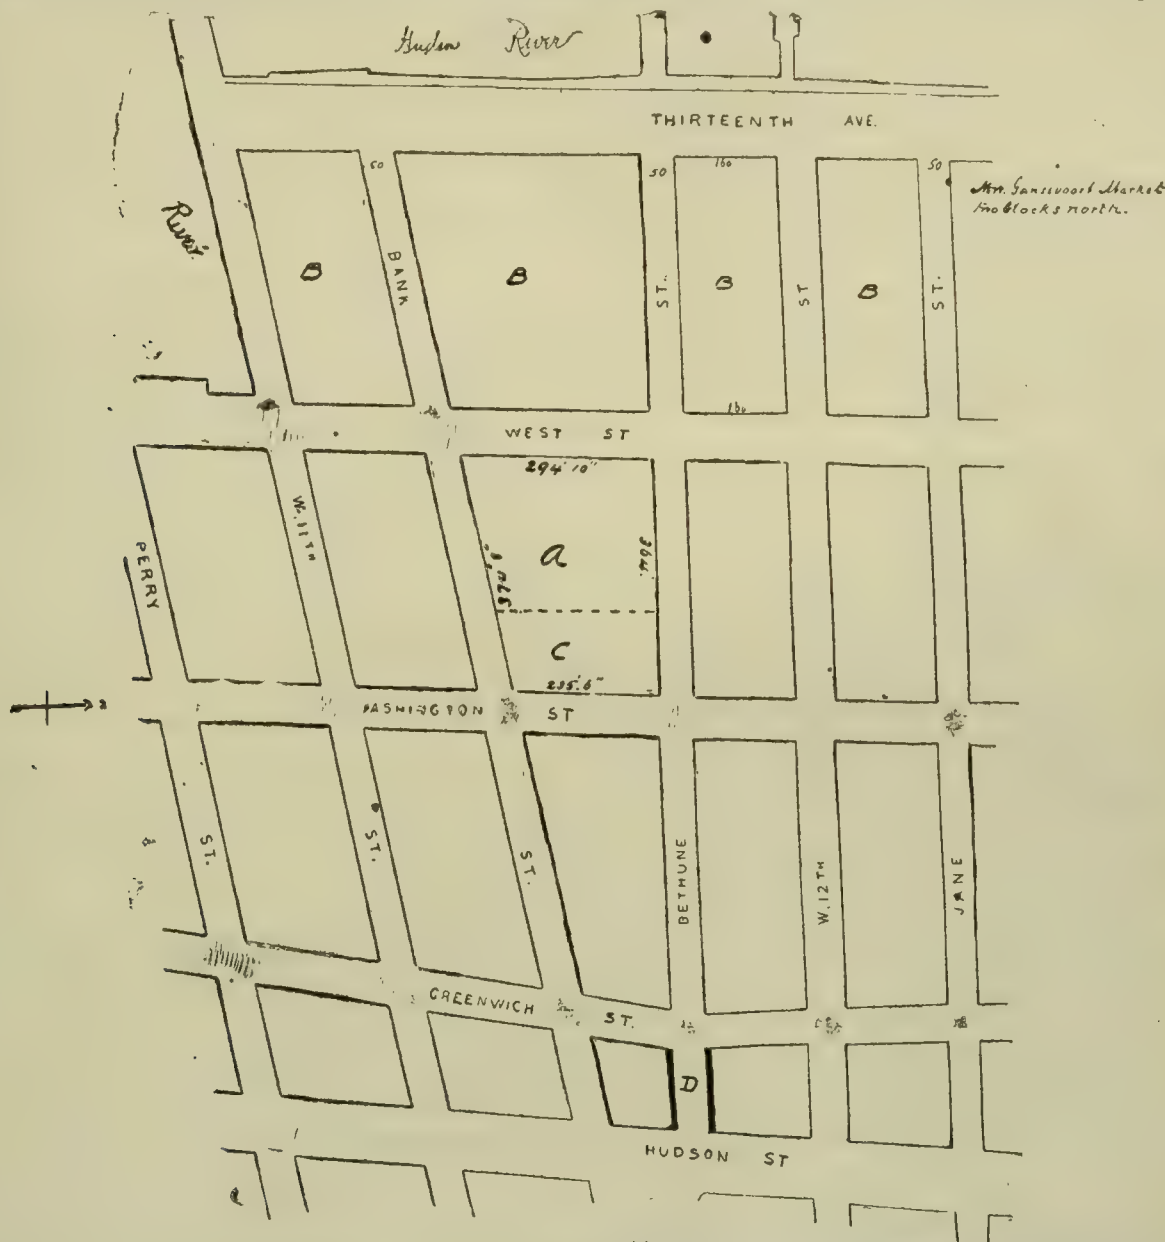 Hudson River
THIRTEENTH AVE.
50
50
160
50
Gansevoort Market
two blocks north.
River.
BANK
B
B
B
B
ST.
ST
ST.
160
WEST ST
294' 10"
W. 11TH
A
364'
PERRY
C
295' 6"
WASHINGTON ST
ST.
ST.
ST.
BETHUNE
W. 12TH
JANE
GREENWICH ST.
D
HUDSON ST